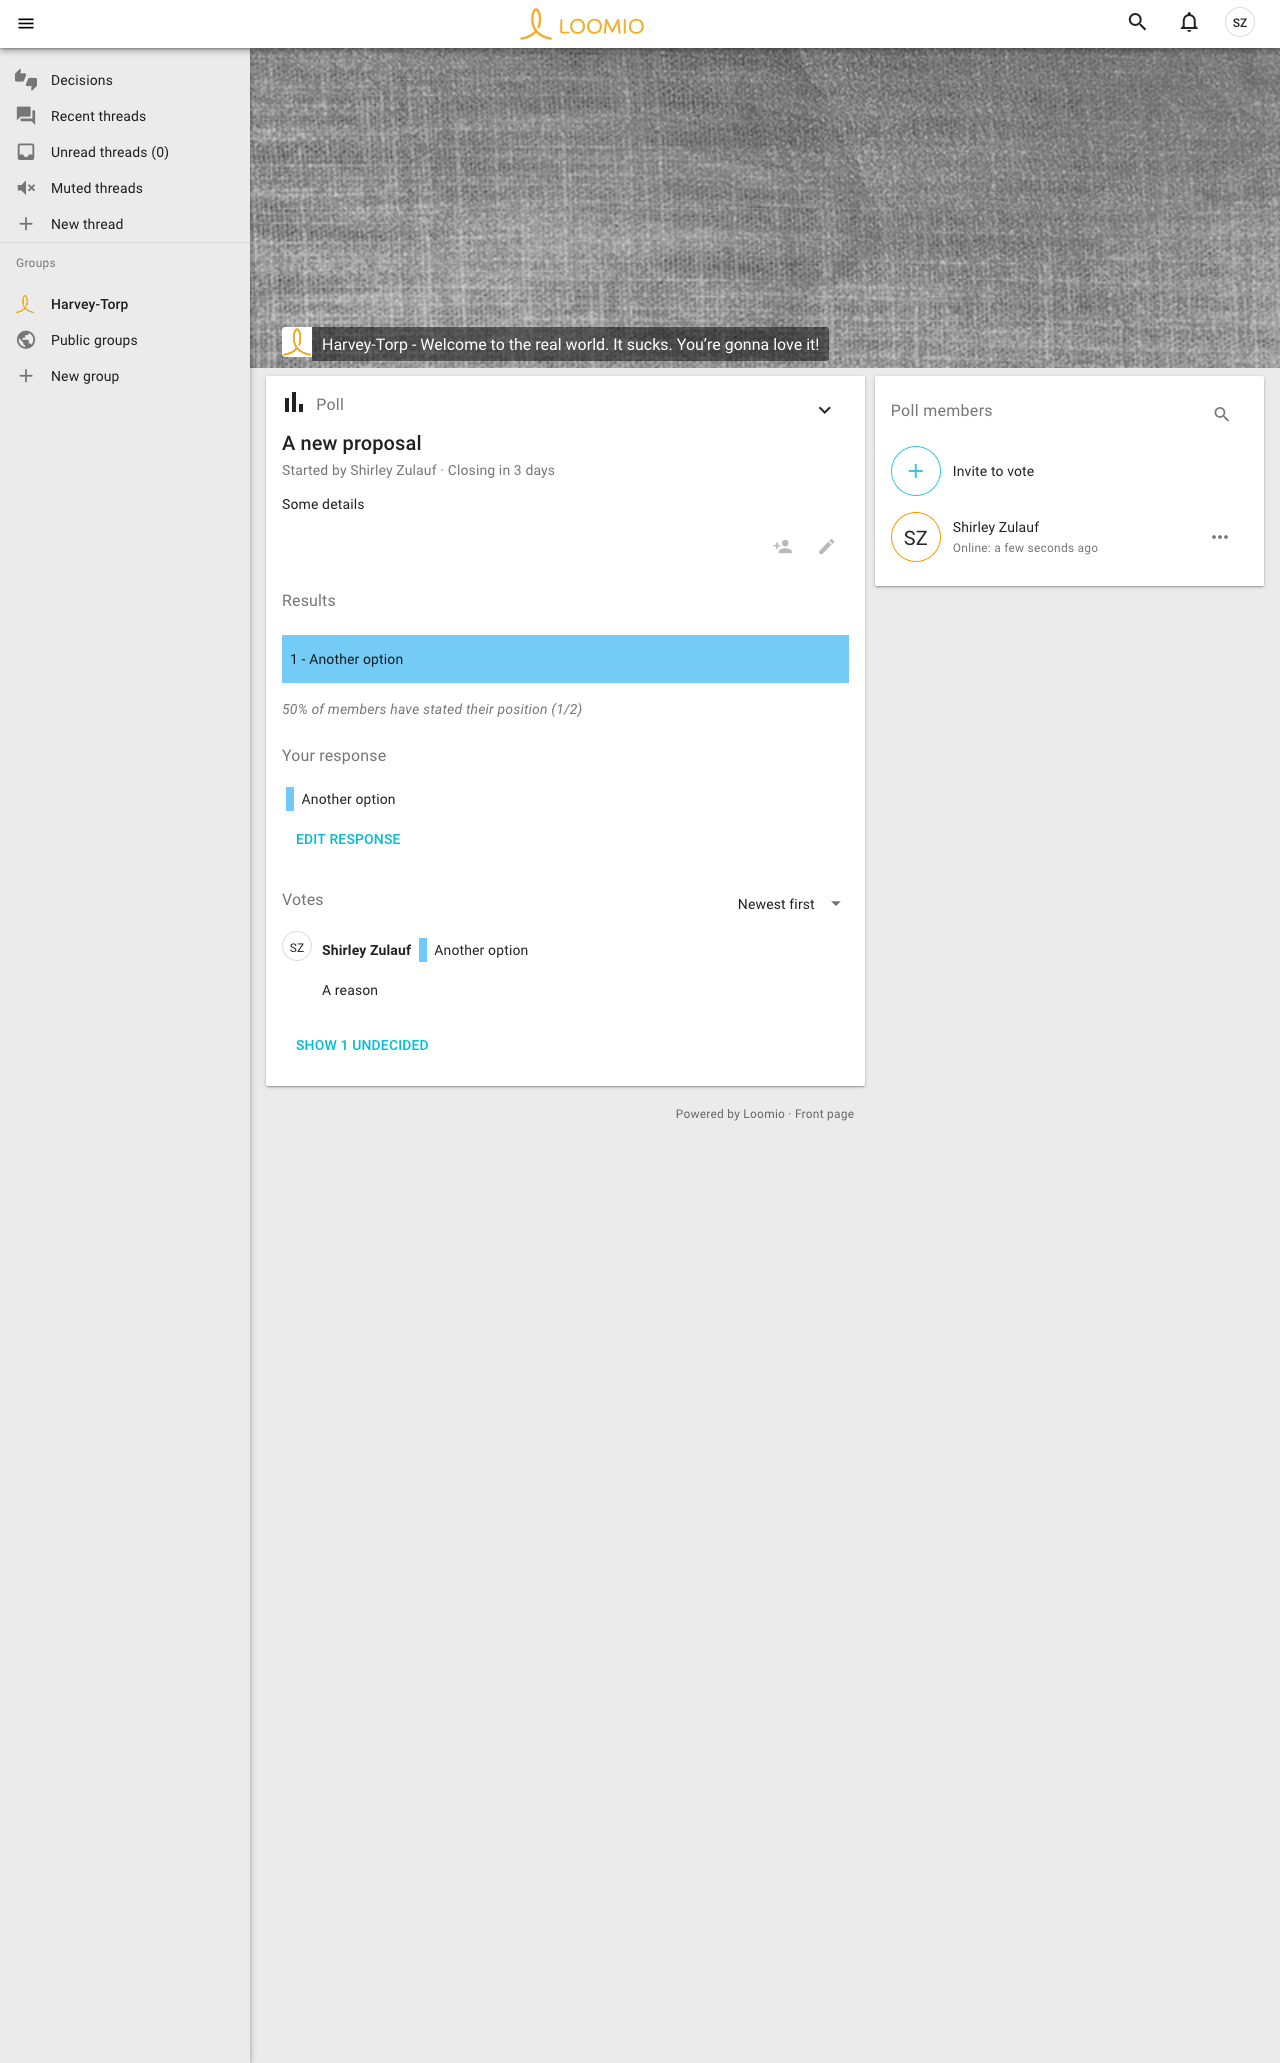 LOOMIO
SZ
Decisions
Recent threads
Unread threads (0)
Muted threads
New thread
Groups
Harvey-Torp
Public groups
New group
Harvey-Torp - Welcome to the real world. It sucks. You’re gonna love it!
Poll
A new proposal
Started by Shirley Zulauf · Closing in 3 days
Some details
Results
1 - Another option
50% of members have stated their position (1/2)
Your response
Another option
EDIT RESPONSE
Votes
Newest first
SZ
Shirley Zulauf Another option
A reason
SHOW 1 UNDECIDED
Poll members
Invite to vote
SZ
Shirley Zulauf
Online: a few seconds ago
Powered by Loomio · Front page